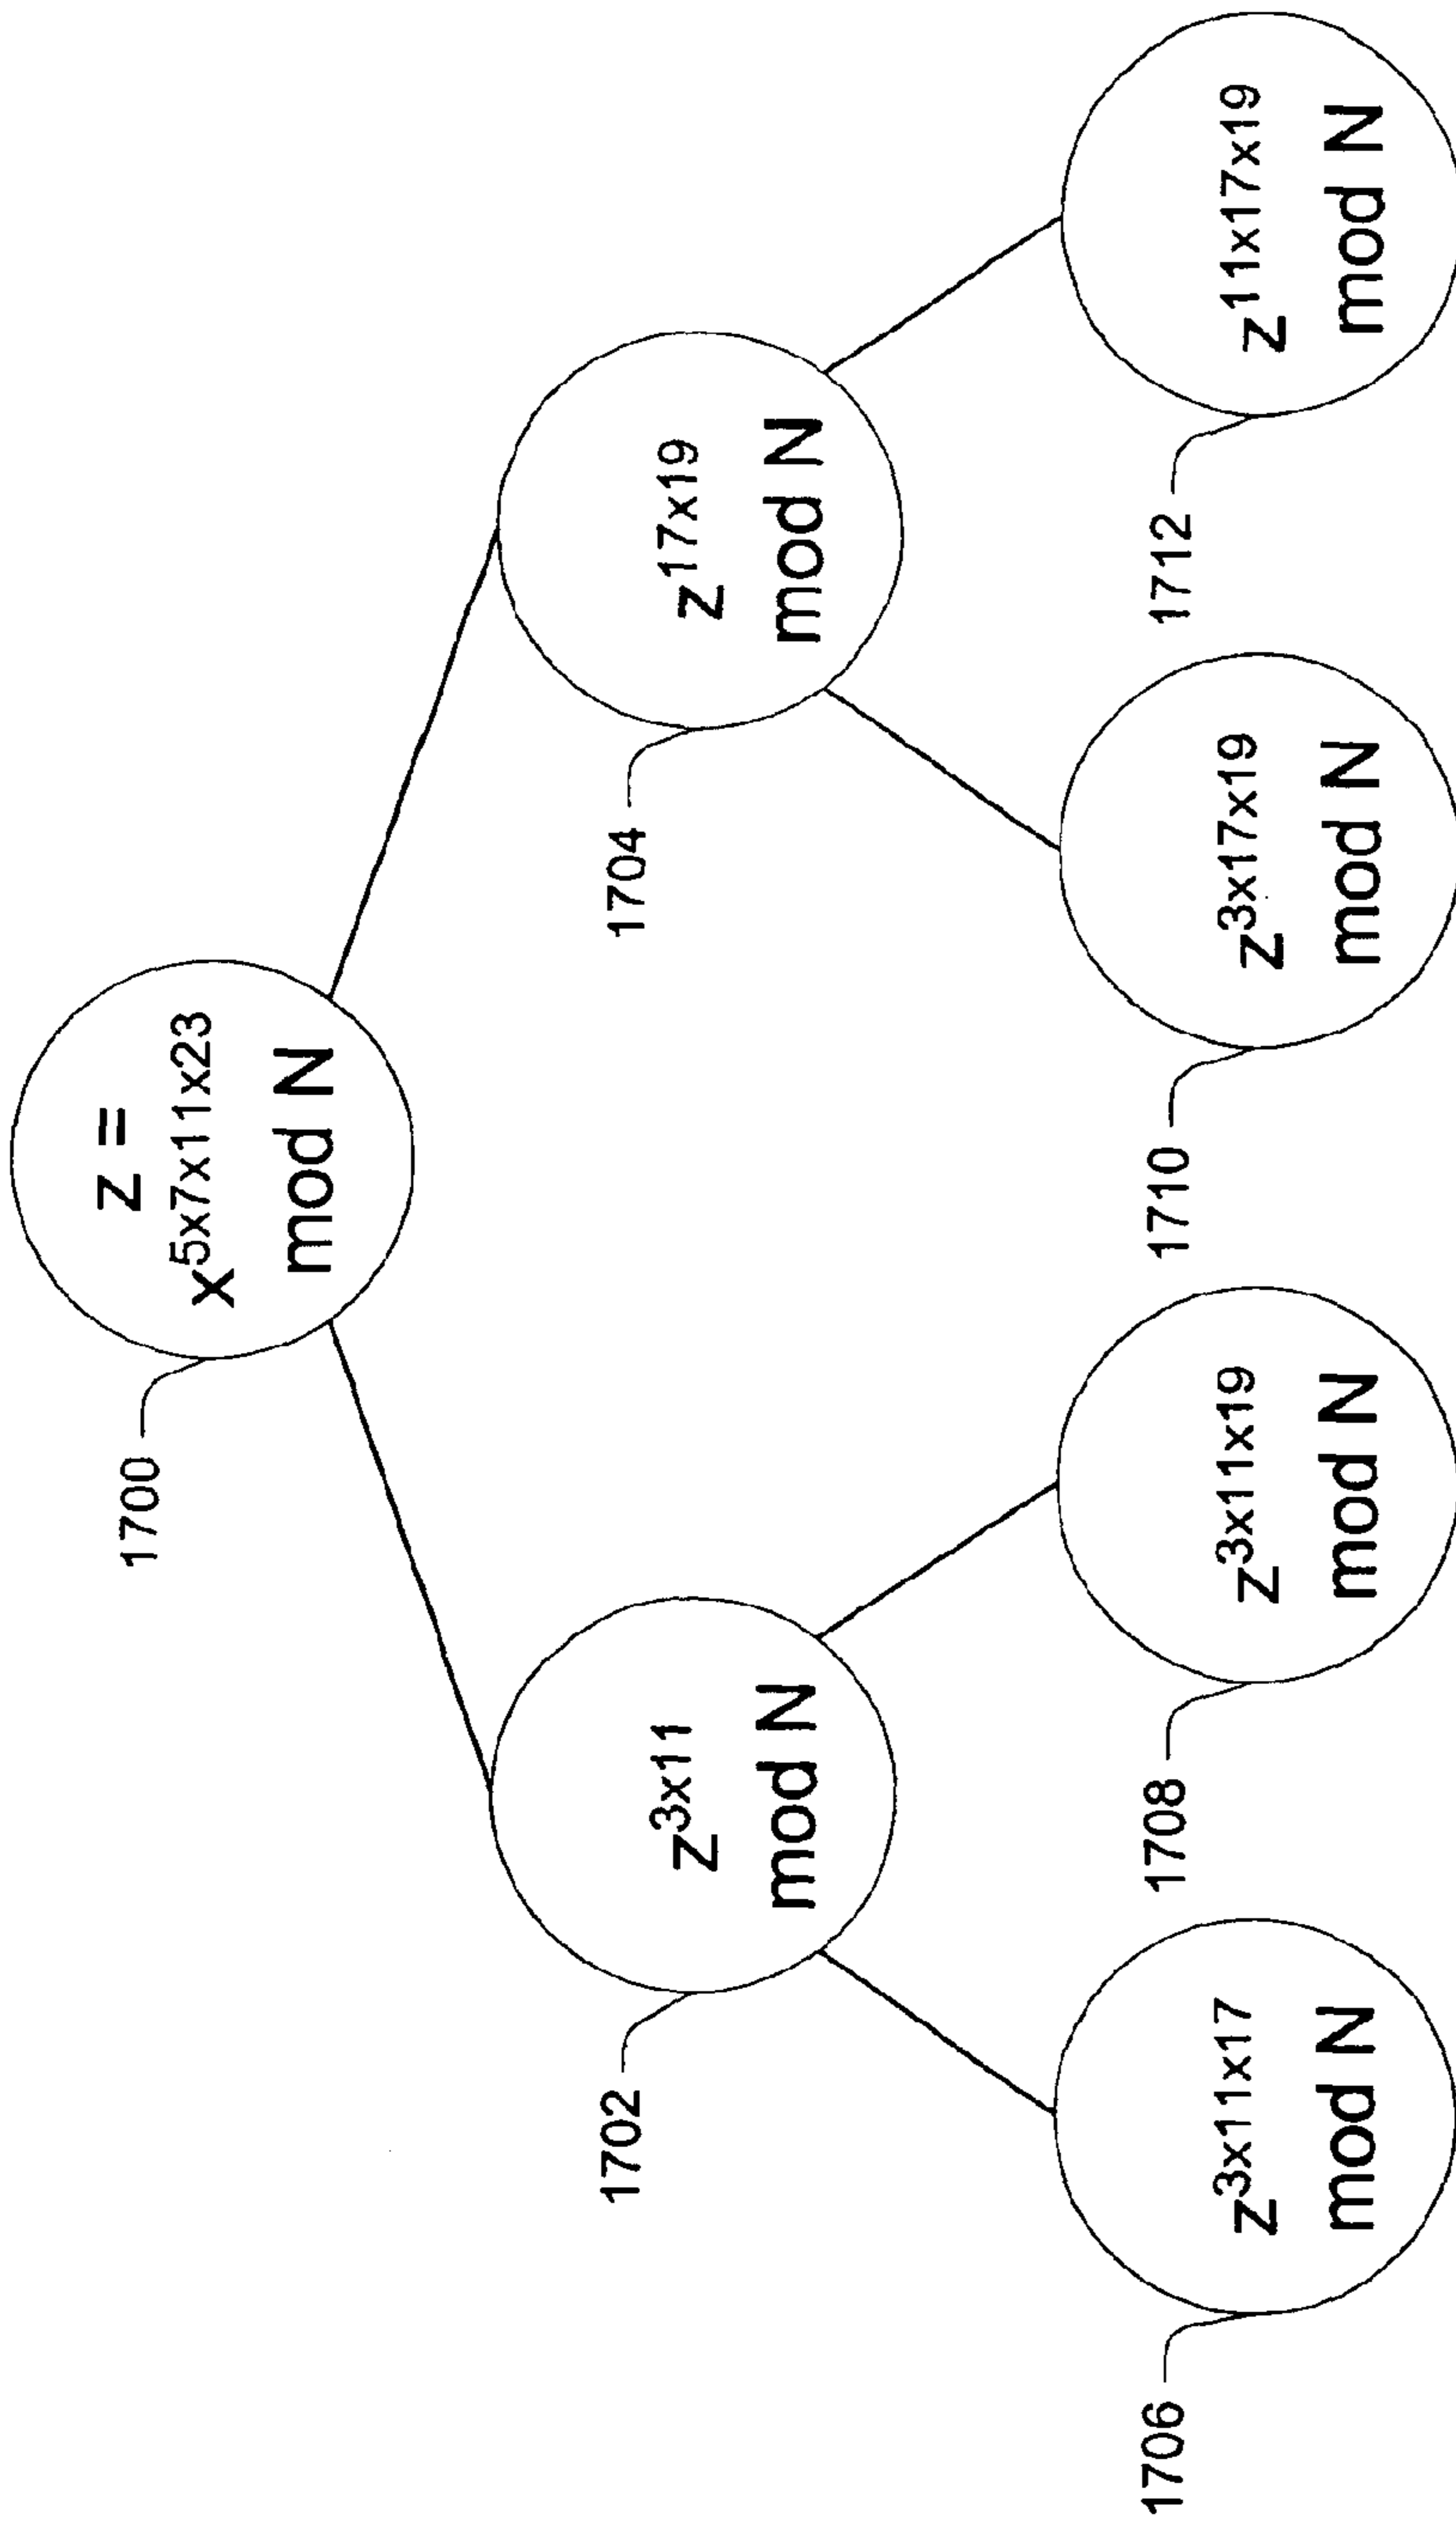 1700
z =
x^5x7x11x23
mod N
1702
z^3x11
mod N
1704
z^17x19
mod N
1706
z^3x11x17
mod N
1708
z^3x11x19
mod N
1710
z^3x17x19
mod N
1712
z^11x17x19
mod N